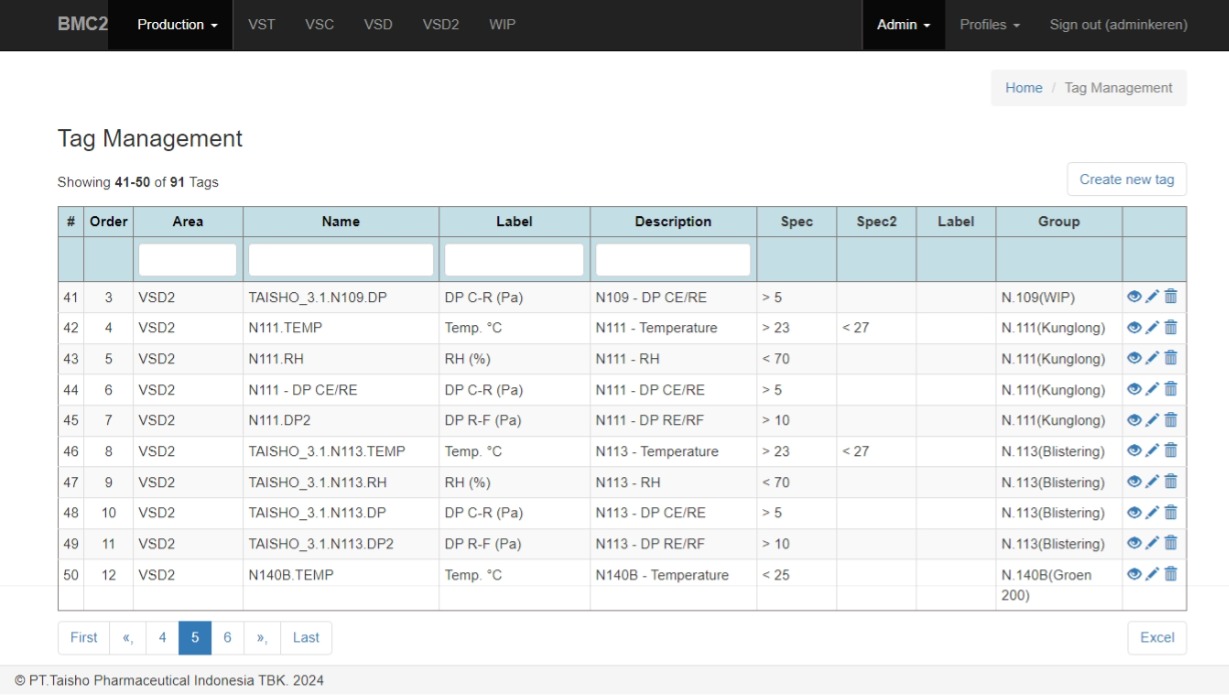 BMC2 Production VST VSC VSD VSD2 WIP Admin Profiles Sign out (adminkeren)
Home / Tag Management
Tag Management
Showing 41-50 of 91 Tags
Create new tag
# Order Area Name Label Description Spec Spec2 Label Group
41 3 VSD2 TAISHO_3.1.N109.DP DP C-R (Pa) N109 - DP CE/RE > 5 N.109(WIP)
42 4 VSD2 N111.TEMP Temp. °C N111 - Temperature > 23 < 27 N.111(Kunglong)
43 5 VSD2 N111.RH RH (%) N111 - RH < 70 N.111(Kunglong)
44 6 VSD2 N111 - DP CE/RE DP C-R (Pa) N111 - DP CE/RE > 5 N.111(Kunglong)
45 7 VSD2 N111.DP2 DP R-F (Pa) N111 - DP RE/RF > 10 N.111(Kunglong)
46 8 VSD2 TAISHO_3.1.N113.TEMP Temp. °C N113 - Temperature > 23 < 27 N.113(Blistering)
47 9 VSD2 TAISHO_3.1.N113.RH RH (%) N113 - RH < 70 N.113(Blistering)
48 10 VSD2 TAISHO_3.1.N113.DP DP C-R (Pa) N113 - DP CE/RE > 5 N.113(Blistering)
49 11 VSD2 TAISHO_3.1.N113.DP2 DP R-F (Pa) N113 - DP RE/RF > 10 N.113(Blistering)
50 12 VSD2 N140B.TEMP Temp. °C N140B - Temperature < 25 N.140B(Groen
200)
First «, 4 5 6 », Last Excel
© PT.Taisho Pharmaceutical Indonesia TBK. 2024